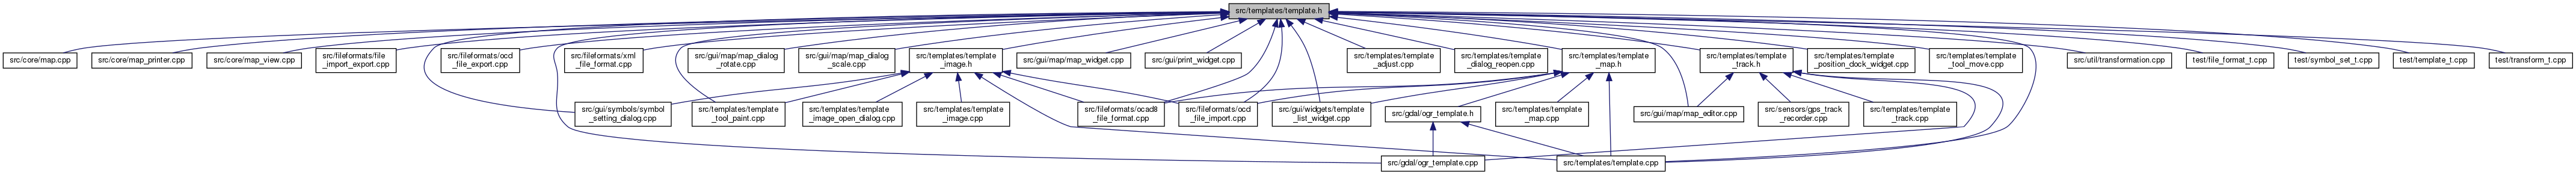 src/templates/template.h
src/core/map.cpp
src/core/map_printer.cpp
src/core/map_view.cpp
src/fileformats/file
_import_export.cpp
src/fileformats/ocd
_file_export.cpp
src/fileformats/xml
_file_format.cpp
src/gui/map/map_dialog
_rotate.cpp
src/gui/map/map_dialog
_scale.cpp
src/templates/template
_image.h
src/gui/map/map_widget.cpp
src/gui/print_widget.cpp
src/templates/template
_adjust.cpp
src/templates/template
_dialog_reopen.cpp
src/templates/template
_map.h
src/templates/template
_track.h
src/templates/template
_position_dock_widget.cpp
src/templates/template
_tool_move.cpp
src/util/transformation.cpp
test/file_format_t.cpp
test/symbol_set_t.cpp
test/template_t.cpp
test/transform_t.cpp
src/gui/symbols/symbol
_setting_dialog.cpp
src/templates/template
_tool_paint.cpp
src/templates/template
_image_open_dialog.cpp
src/templates/template
_image.cpp
src/fileformats/ocad8
_file_format.cpp
src/fileformats/ocd
_file_import.cpp
src/gui/widgets/template
_list_widget.cpp
src/gdal/ogr_template.h
src/templates/template
_map.cpp
src/gui/map/map_editor.cpp
src/sensors/gps_track
_recorder.cpp
src/templates/template
_track.cpp
src/gdal/ogr_template.cpp
src/templates/template.cpp